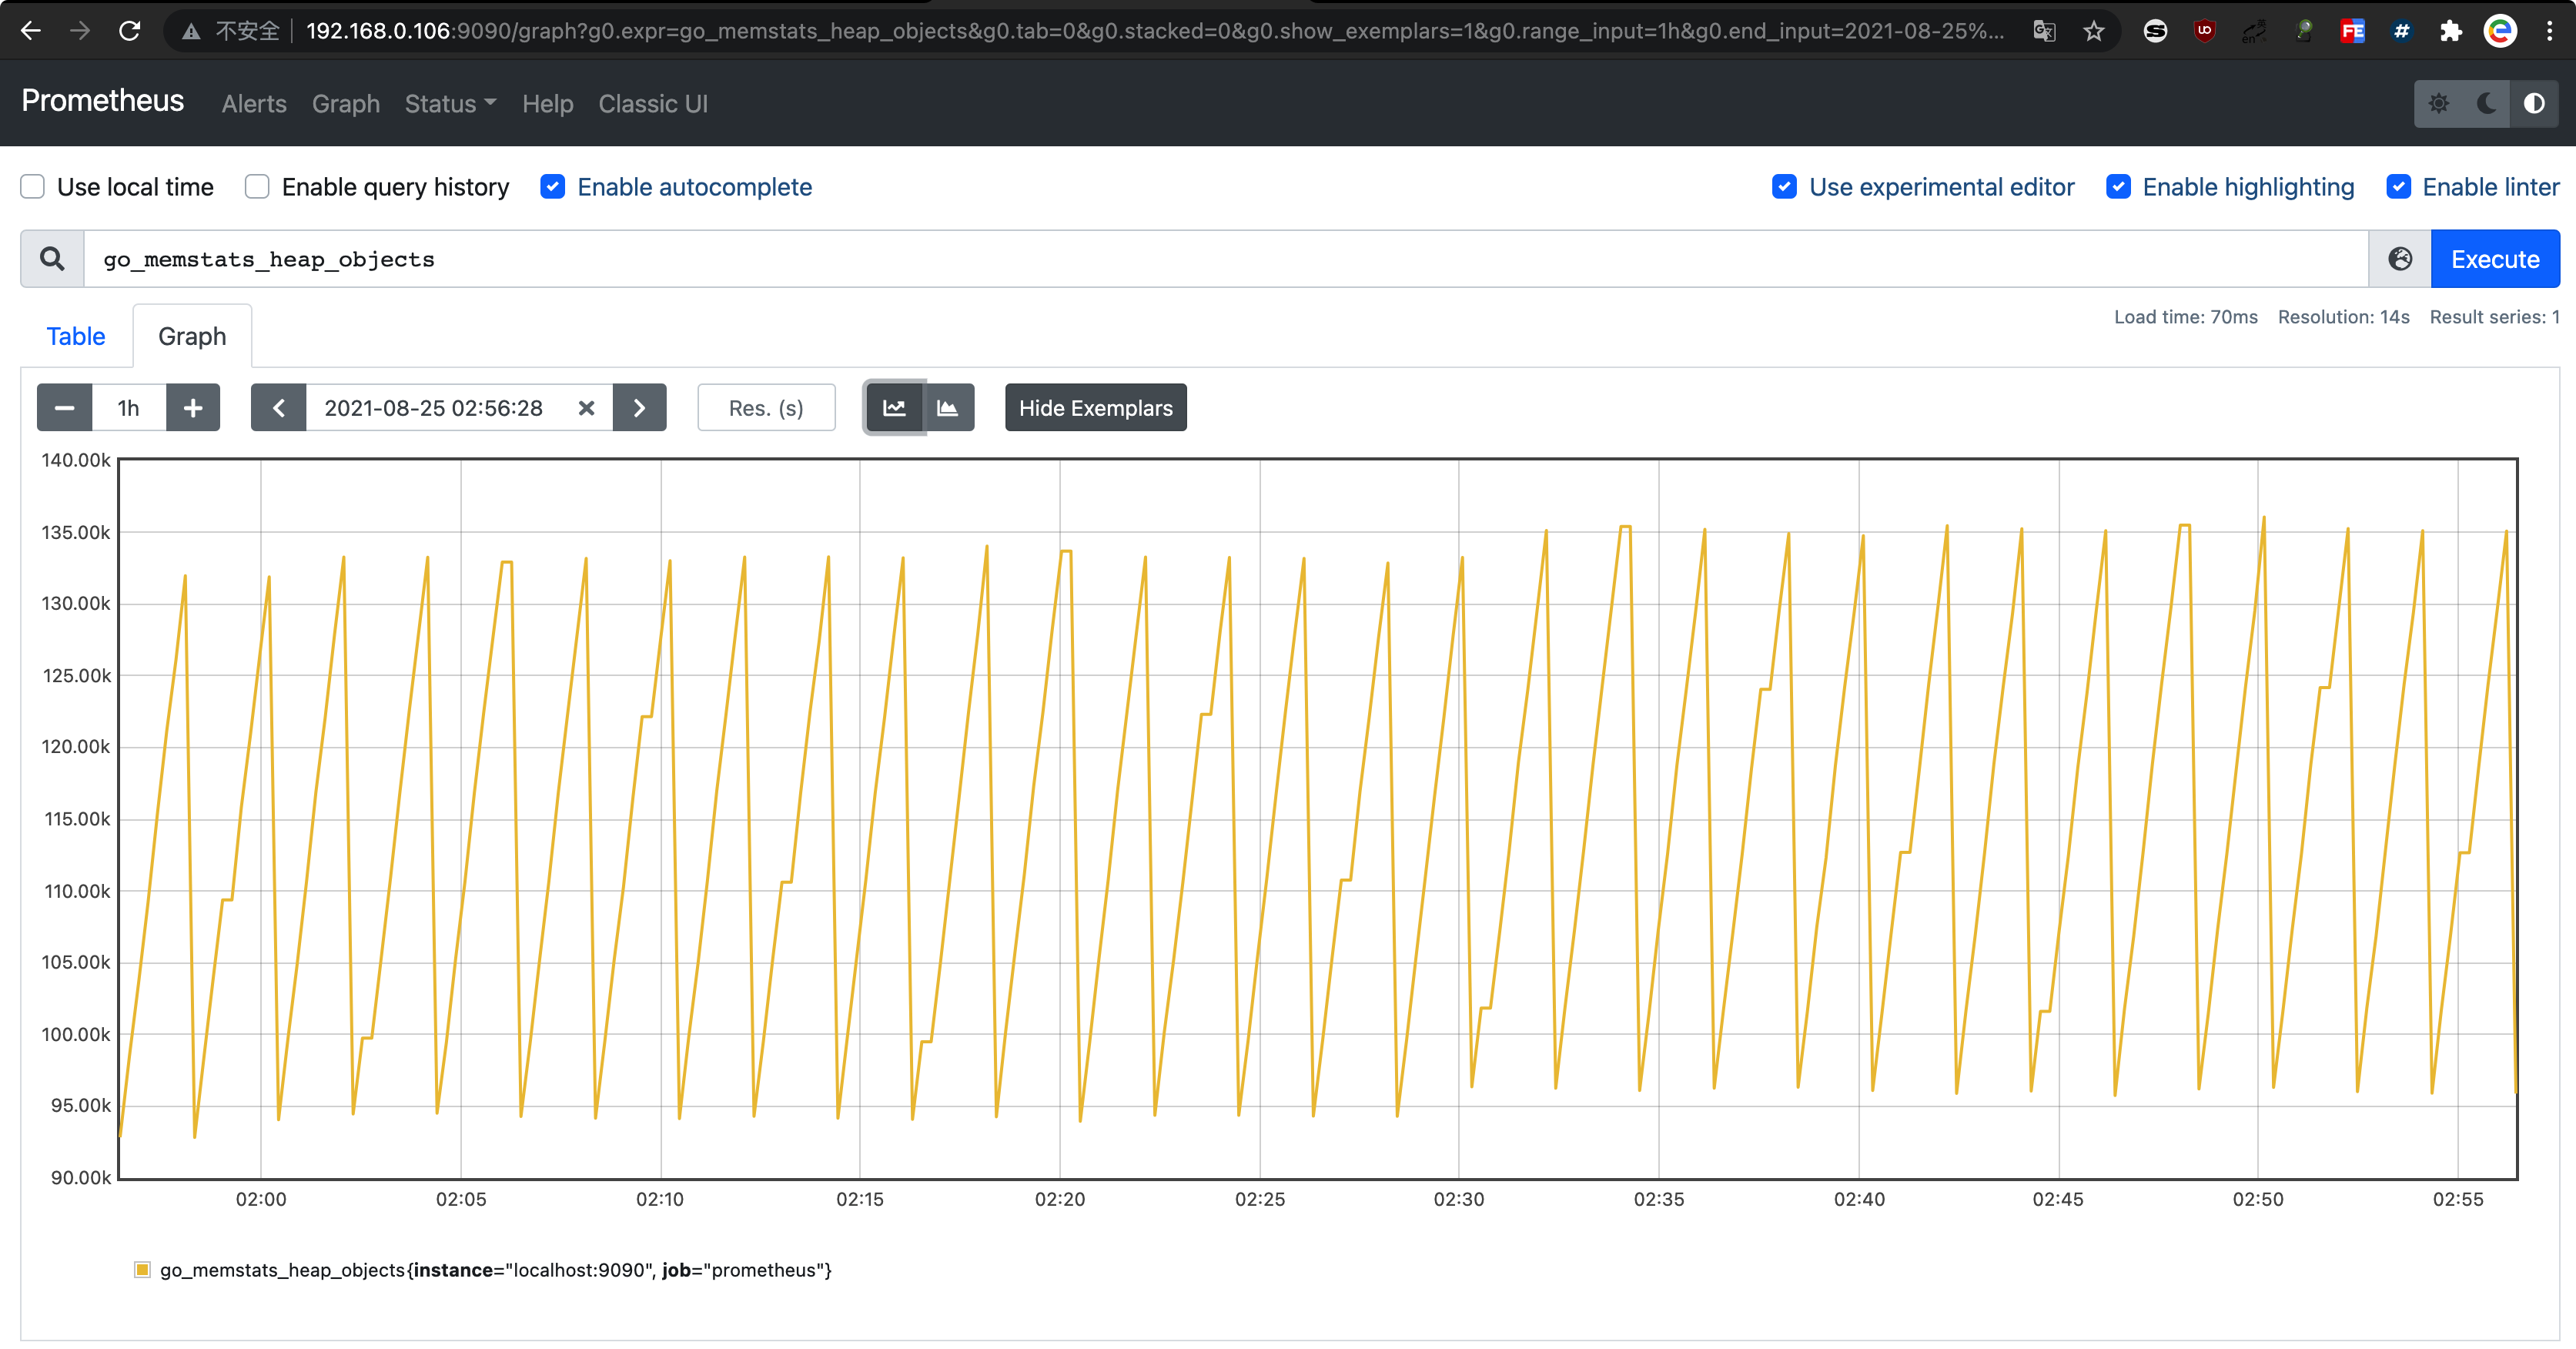 不安全 192.168.0.106:9090/graph?g0.expr=go_memstats_heap_objects&g0.tab=0&g0.stacked=0&g0.show_exemplars=1&g0.range_input=1h&g0.end_input=2021-08-25%...
Prometheus Alerts Graph Status Help Classic UI
Use local time Enable query history Enable autocomplete Use experimental editor Enable highlighting Enable linter
go_memstats_heap_objects Execute
Table Graph Load time: 70ms Resolution: 14s Result series: 1
1h 2021-08-25 02:56:28 Res. (s) Hide Exemplars
140.00k
135.00k
130.00k
125.00k
120.00k
115.00k
110.00k
105.00k
100.00k
95.00k
90.00k
02:00 02:05 02:10 02:15 02:20 02:25 02:30 02:35 02:40 02:45 02:50 02:55
go_memstats_heap_objects{instance="localhost:9090", job="prometheus"}